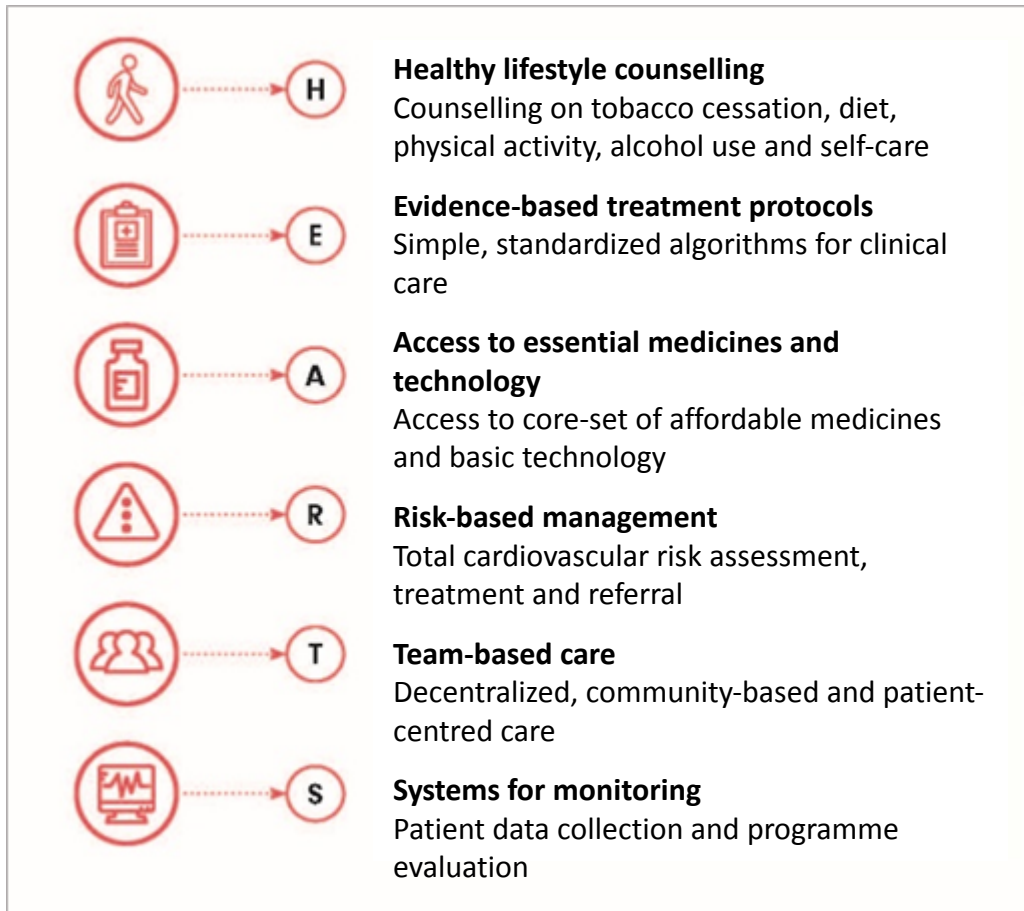 H
Healthy lifestyle counselling
Counselling on tobacco cessation, diet,
physical activity, alcohol use and self-care
E
Evidence-based treatment protocols
Simple, standardized algorithms for clinical
care
A
Access to essential medicines and
technology
Access to core-set of affordable medicines
and basic technology
R
Risk-based management
Total cardiovascular risk assessment,
treatment and referral
T
Team-based care
Decentralized, community-based and patient-
centred care
S
Systems for monitoring
Patient data collection and programme
evaluation